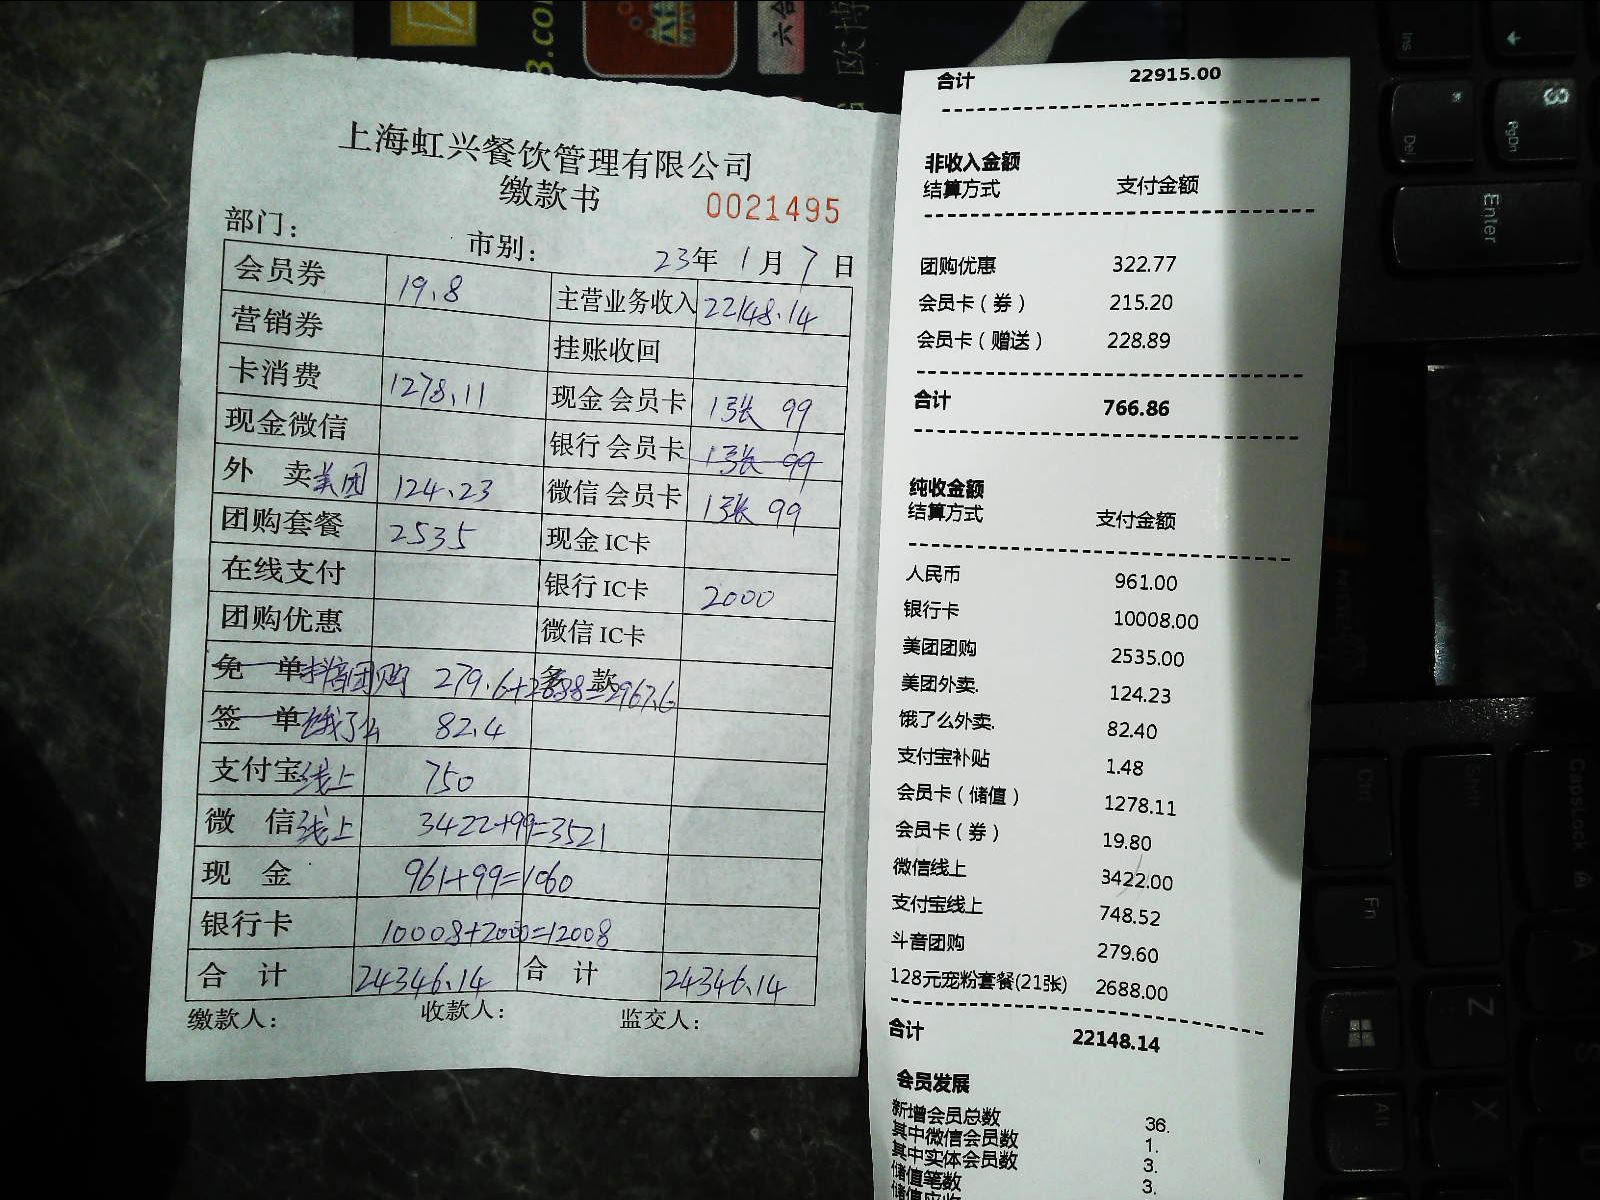 上海虹兴餐饮管理有限公司
缴款书
0021495
部门：
市别：
23年 1月 7日
会员券 19.8 主营业务收入 22148.14
营销券 挂账收回
卡消费 1278.11 现金会员卡 1张 99
现金微信 银行会员卡 1张 99
外 卖美团 124.23 微信会员卡 1张 99
团购套餐 2535 现金IC卡
在线支付 银行IC卡 2000
团购优惠 微信IC卡
免 单抖音团购 279.6+2688=2967.6 款
签 单饿了么 82.4
支付宝线上 750
微 信线上 3422+99=3521
现 金 961+99=1060
银行卡 10008+2000=12008
合 计 24346.14 合 计 24346.14
缴款人： 收款人： 监交人：
合计 22915.00
非收入金额
结算方式 支付金额
团购优惠 322.77
会员卡（券） 215.20
会员卡（赠送） 228.89
合计 766.86
纯收金额
结算方式 支付金额
人民币 961.00
银行卡 10008.00
美团团购 2535.00
美团外卖. 124.23
饿了么外卖. 82.40
支付宝补贴 1.48
会员卡（储值） 1278.11
会员卡（券） 19.80
微信线上 3422.00
支付宝线上 748.52
斗音团购 279.60
128元宠粉套餐(21张) 2688.00
合计 22148.14
会员发展
新增会员总数 36.
其中微信会员数 1.
其中实体会员数 3.
储值笔数 3.
3.com
六合
欧博
Ins
Del
PgDn
3
Enter
Shift
CapsLock
Ctrl
Fn
Alt
A
Z
S
X